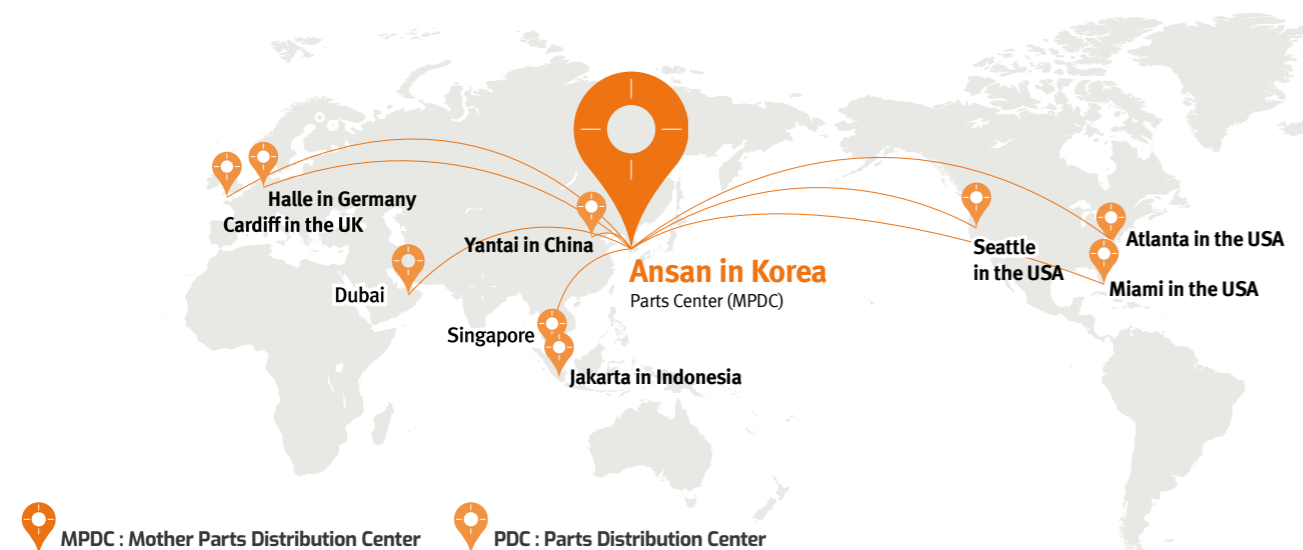 Halle in Germany
Cardiff in the UK
Yantai in China
Dubai
Singapore
Jakarta in Indonesia
Ansan in Korea
Parts Center (MPDC)
Seattle
in the USA
Atlanta in the USA
Miami in the USA
MPDC : Mother Parts Distribution Center
PDC : Parts Distribution Center